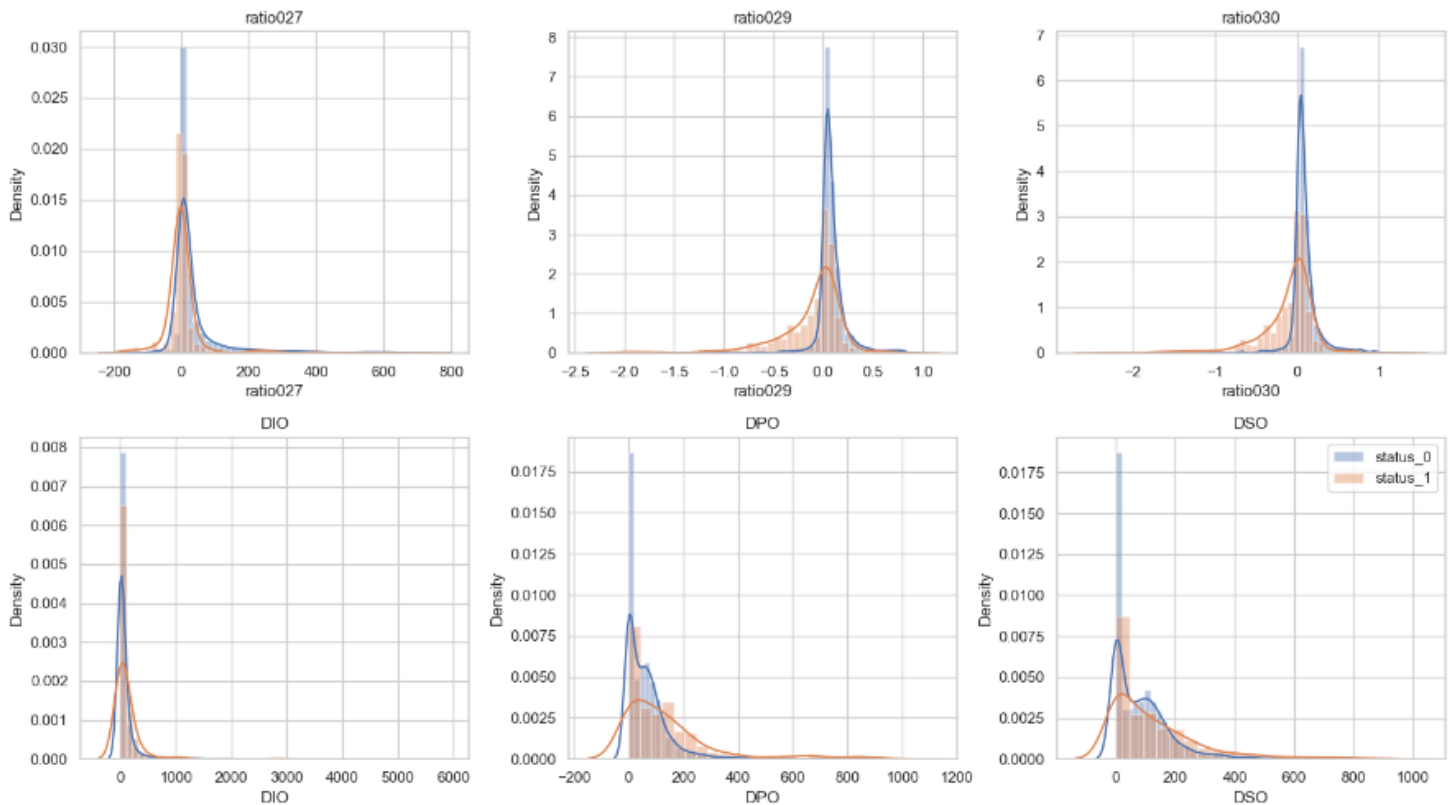 ratio027
ratio029
ratio030
0.030
0.025
0.020
0.015
0.010
0.005
0.000
Density
−200 0 200 400 600 800
ratio027
8
7
6
5
4
3
2
1
0
Density
−2.5 −2.0 −1.5 −1.0 −0.5 0.0 0.5 1.0
ratio029
7
6
5
4
3
2
1
0
Density
−2 −1 0 1
ratio030
DIO
DPO
DSO
0.008
0.007
0.006
0.005
0.004
0.003
0.002
0.001
0.000
Density
0 1000 2000 3000 4000 5000 6000
DIO
0.0175
0.0150
0.0125
0.0100
0.0075
0.0050
0.0025
0.0000
Density
−200 0 200 400 600 800 1000 1200
DPO
0.0175
0.0150
0.0125
0.0100
0.0075
0.0050
0.0025
0.0000
Density
status_0
status_1
0 200 400 600 800 1000
DSO